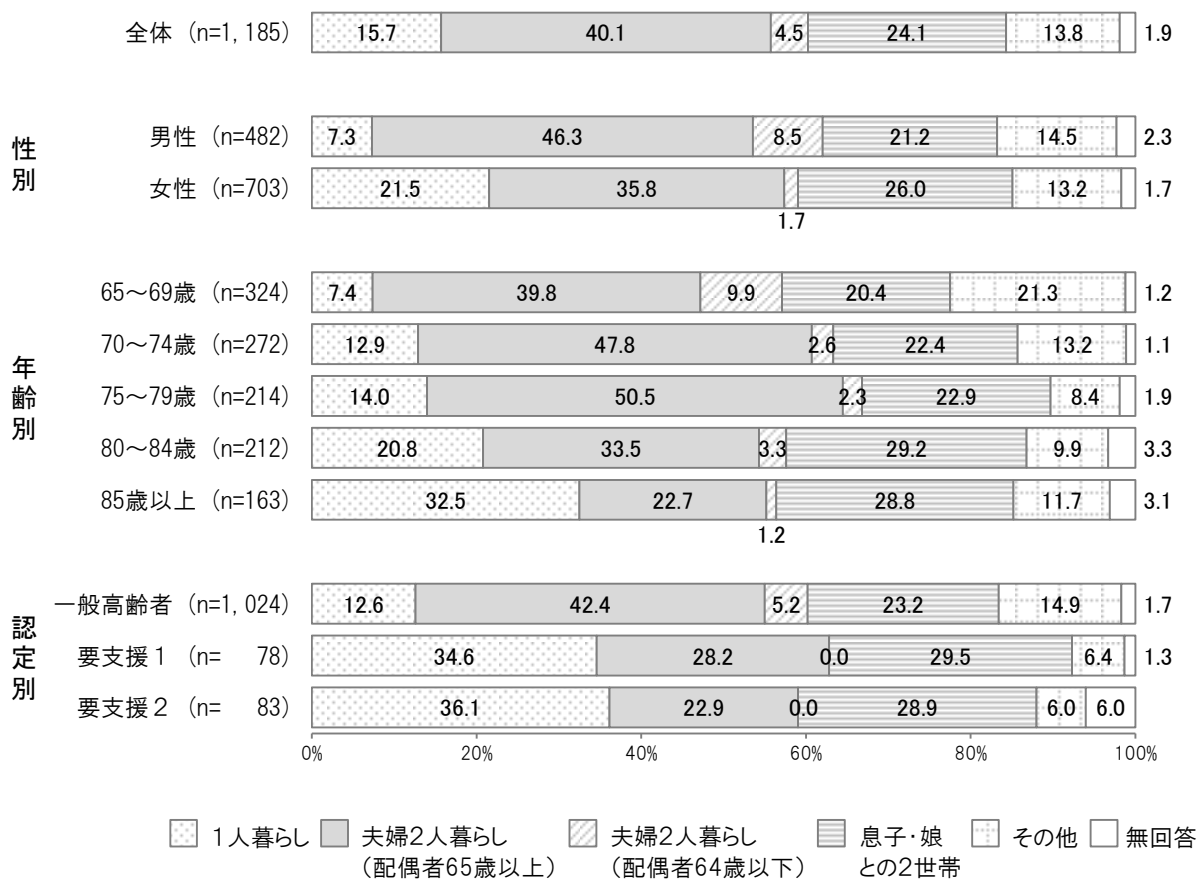 全体 (n=1,185) 15.7 40.1 4.5 24.1 13.8 1.9
性別
男性 (n=482) 7.3 46.3 8.5 21.2 14.5 2.3
女性 (n=703) 21.5 35.8 26.0 13.2 1.7
1.7
年齢別
65～69歳 (n=324) 7.4 39.8 9.9 20.4 21.3 1.2
70～74歳 (n=272) 12.9 47.8 2.6 22.4 13.2 1.1
75～79歳 (n=214) 14.0 50.5 2.3 22.9 8.4 1.9
80～84歳 (n=212) 20.8 33.5 3.3 29.2 9.9 3.3
85歳以上 (n=163) 32.5 22.7 28.8 11.7 3.1
1.2
認定別
一般高齢者 (n=1,024) 12.6 42.4 5.2 23.2 14.9 1.7
要支援１ (n= 78) 34.6 28.2 0.0 29.5 6.4 1.3
要支援２ (n= 83) 36.1 22.9 0.0 28.9 6.0 6.0
0% 20% 40% 60% 80% 100%
１人暮らし 夫婦２人暮らし 夫婦２人暮らし 息子・娘 その他 無回答
(配偶者65歳以上) (配偶者64歳以下) との２世帯